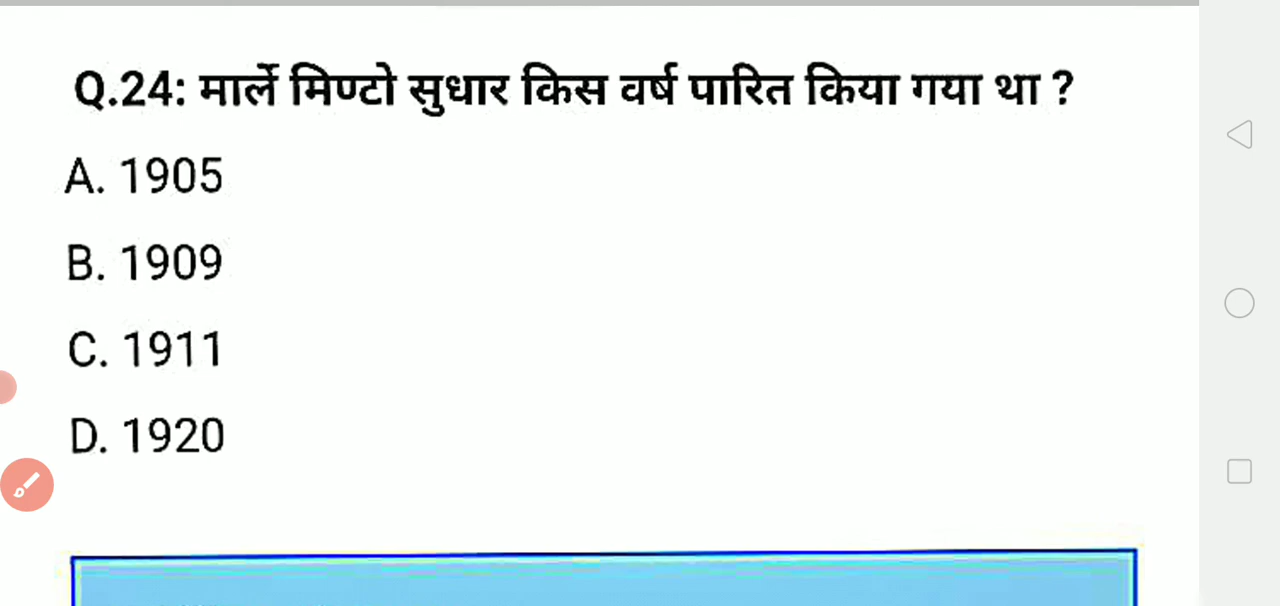 Q.24: मार्ले मिण्टो सुधार किस वर्ष पारित किया गया था ?
A. 1905
B. 1909
C. 1911
D. 1920